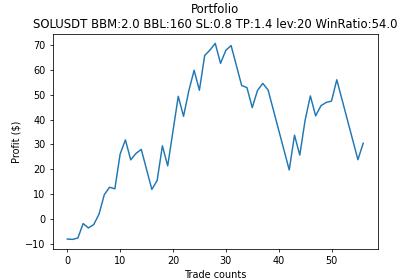 Portfolio
SOLUSDT BBM:2.0 BBL:160 SL:0.8 TP:1.4 lev:20 WinRatio:54.0
70
60
50
40
30
20
10
0
−10
Profit ($)
0 10 20 30 40 50
Trade counts